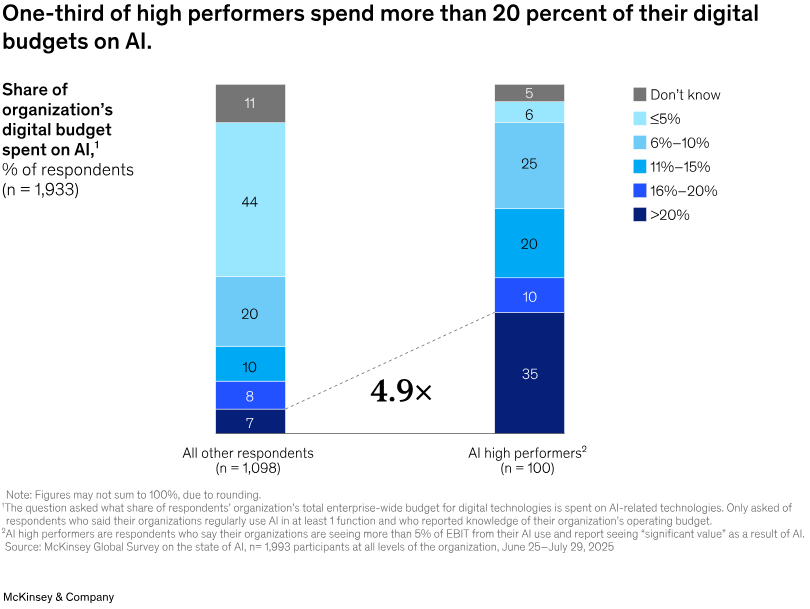 One-third of high performers spend more than 20 percent of their digital
budgets on AI.
Share of
organization's
digital budget
spent on AI,¹
% of respondents
(n = 1,933)
11
44
20
10
8
7
4.9×
5
6
25
20
10
35
Don't know
≤5%
6%–10%
11%–15%
16%–20%
>20%
All other respondents
(n = 1,098)
AI high performers²
(n = 100)
Note: Figures may not sum to 100%, due to rounding.
¹The question asked what share of respondents' organization's total enterprise-wide budget for digital technologies is spent on AI-related technologies. Only asked of
respondents who said their organizations regularly use AI in at least 1 function and who reported knowledge of their organization's operating budget.
²AI high performers are respondents who say their organizations are seeing more than 5% of EBIT from their AI use and report seeing "significant value" as a result of AI.
Source: McKinsey Global Survey on the state of AI, n= 1,993 participants at all levels of the organization, June 25–July 29, 2025
McKinsey & Company